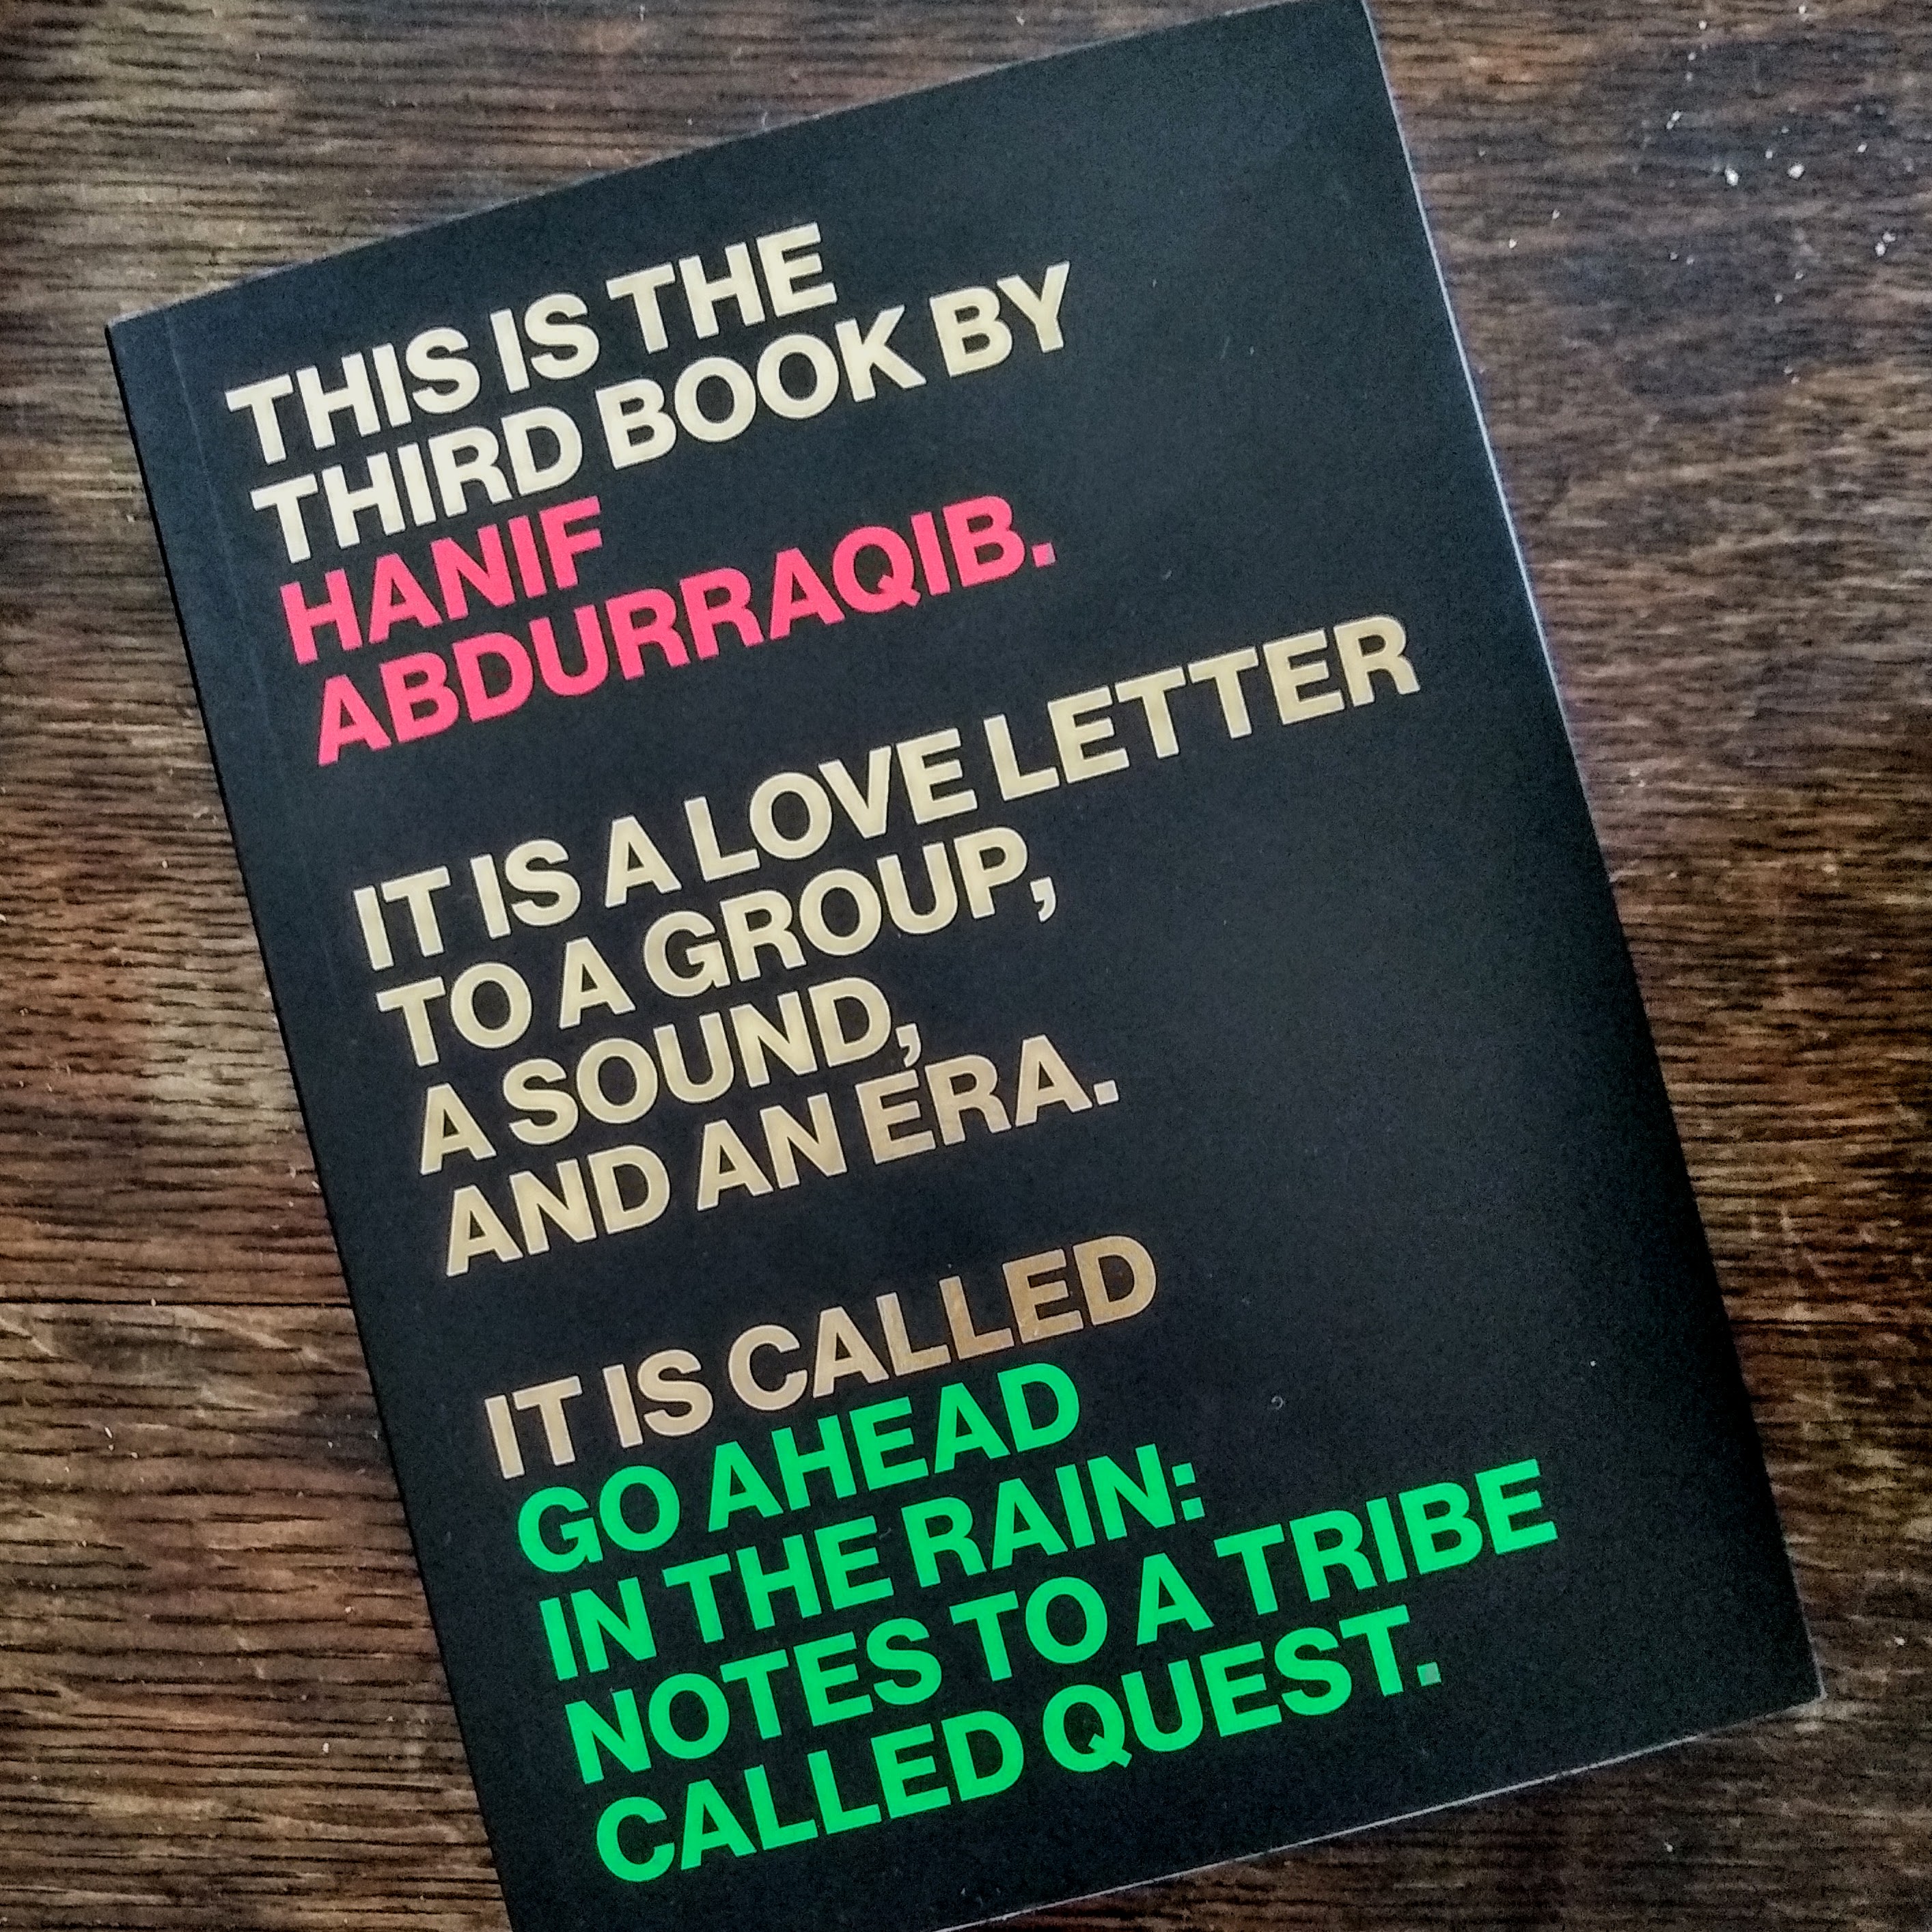 THIS IS THE
THIRD BOOK BY
HANIF
ABDURRAQIB.
IT IS A LOVE LETTER
TO A GROUP,
A SOUND,
AND AN ERA.
IT IS CALLED
GO AHEAD
IN THE RAIN:
NOTES TO A TRIBE
CALLED QUEST.